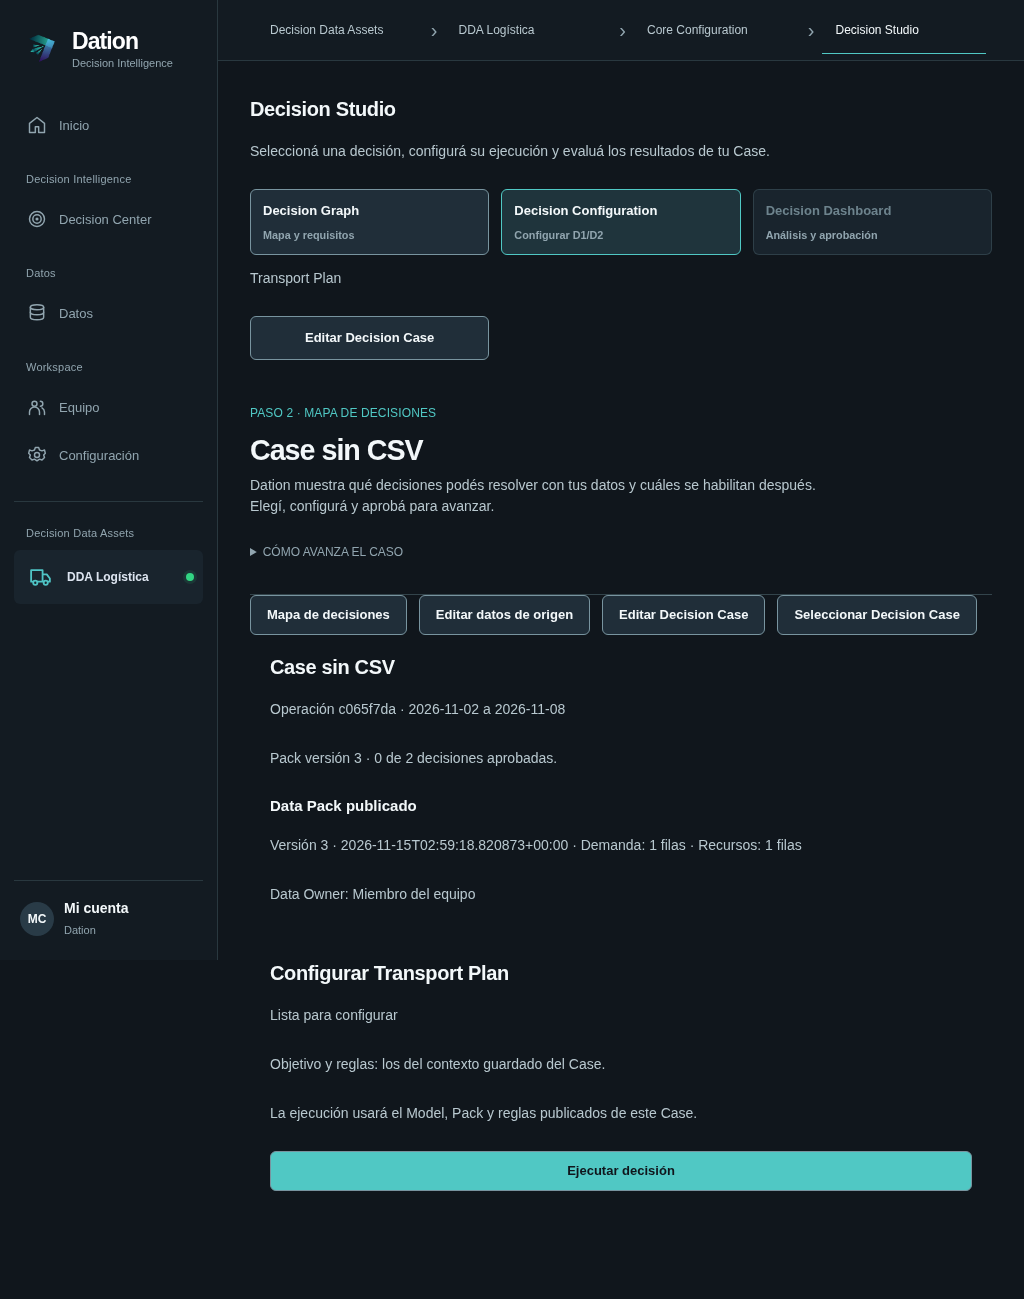 Dation
Decision Intelligence
Inicio
Decision Intelligence
Decision Center
Datos
Datos
Workspace
Equipo
Configuración
Decision Data Assets
DDA Logística
MC
Mi cuenta
Dation
Decision Data Assets
DDA Logística
Core Configuration
Decision Studio
Decision Studio
Seleccioná una decisión, configurá su ejecución y evaluá los resultados de tu Case.
Decision Graph
Mapa y requisitos
Decision Configuration
Configurar D1/D2
Decision Dashboard
Análisis y aprobación
Transport Plan
Editar Decision Case
PASO 2 · MAPA DE DECISIONES
Case sin CSV
Dation muestra qué decisiones podés resolver con tus datos y cuáles se habilitan después.
Elegí, configurá y aprobá para avanzar.
CÓMO AVANZA EL CASO
Mapa de decisiones
Editar datos de origen
Editar Decision Case
Seleccionar Decision Case
Case sin CSV
Operación c065f7da · 2026-11-02 a 2026-11-08
Pack versión 3 · 0 de 2 decisiones aprobadas.
Data Pack publicado
Versión 3 · 2026-11-15T02:59:18.820873+00:00 · Demanda: 1 filas · Recursos: 1 filas
Data Owner: Miembro del equipo
Configurar Transport Plan
Lista para configurar
Objetivo y reglas: los del contexto guardado del Case.
La ejecución usará el Model, Pack y reglas publicados de este Case.
Ejecutar decisión